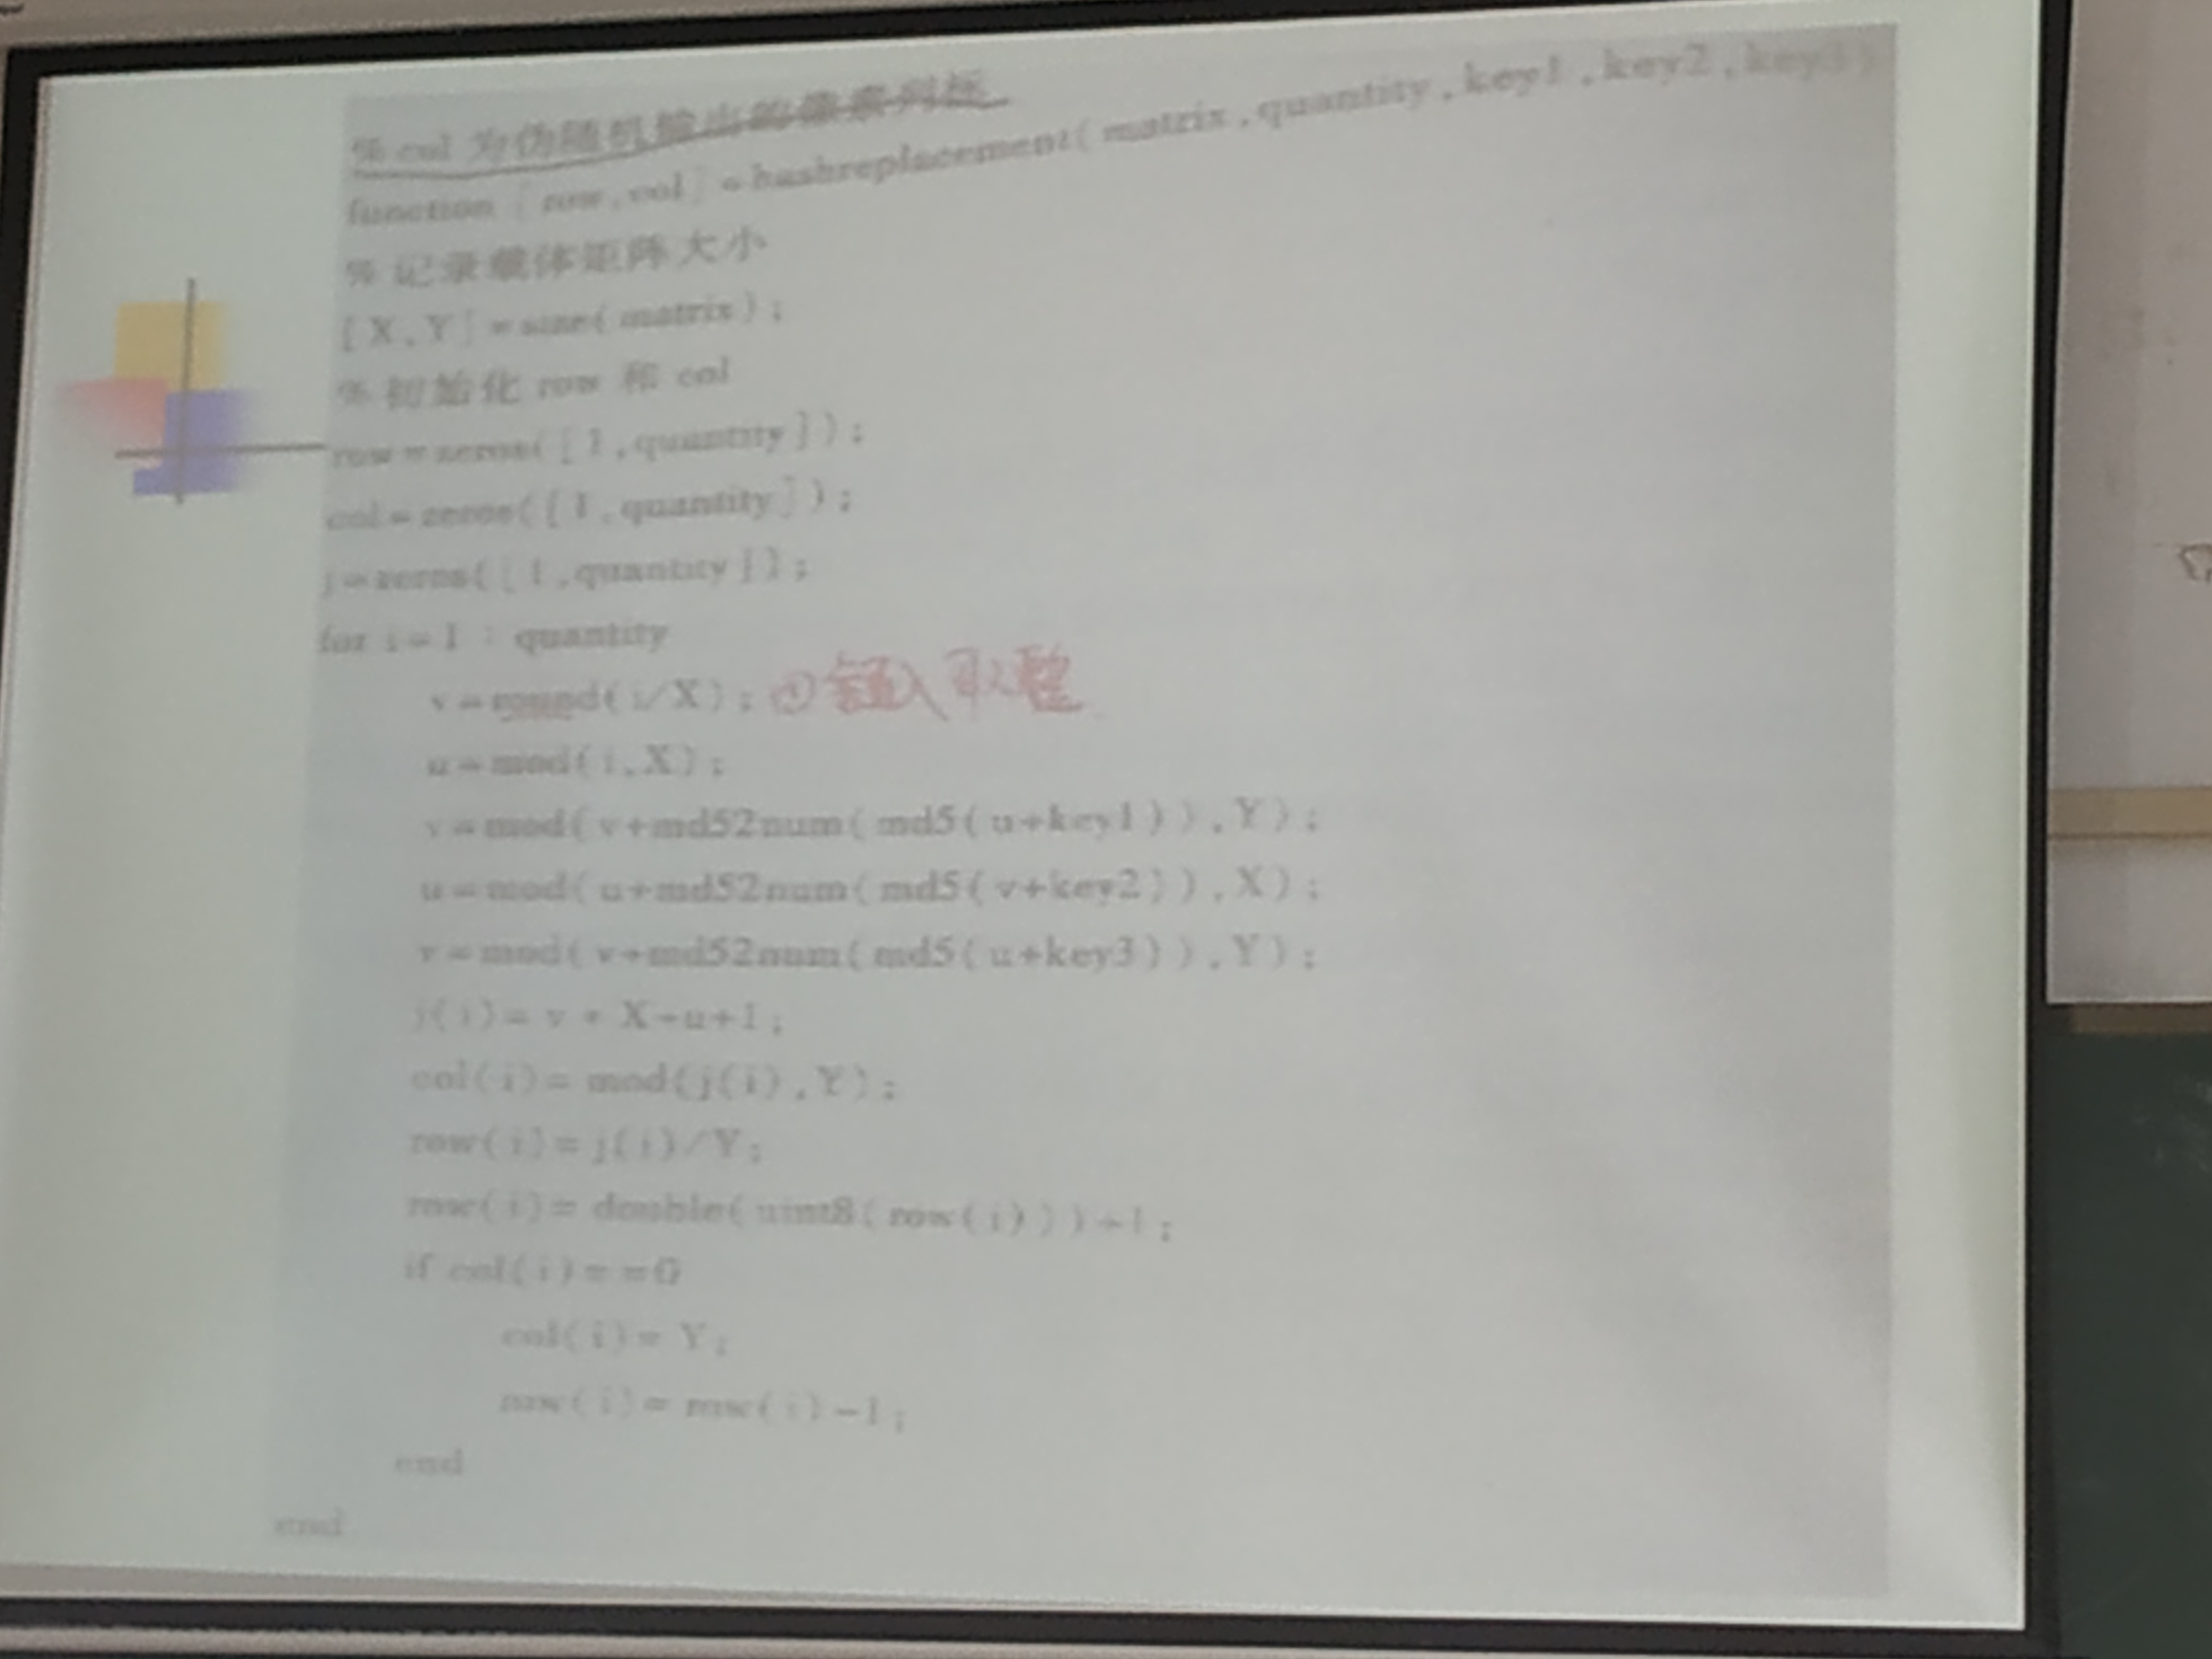 % col 为伪随机输出的像素列标
function [ row,col ] =hashreplacement( matrix,quantity,key1,key2,key3)
% 记录载体矩阵大小
[ X,Y ] =size( matrix) ;
% 初始化 row 和 col
row=zeros( [ 1,quantity ] ) ;
col=zeros( [ 1,quantity ] ) ;
j=zeros( [ 1,quantity ] ) ;
for i=1 : quantity
v=round( i/X) ; 取整
u=mod( i,X) ;
v=mod( v+md52num( md5( u+key1) ) ,Y) ;
u=mod( u+md52num( md5( v+key2) ) ,X) ;
v=mod( v+md52num( md5( u+key3) ) ,Y) ;
j( i)= v * X+u+1 ;
col( i)= mod( j( i) ,Y) ;
row( i)= j( i) /Y ;
row( i)= double( uint8( row( i) ) )+1 ;
if col( i)= =0
col( i)= Y ;
row( i)= row( i) -1 ;
end
end